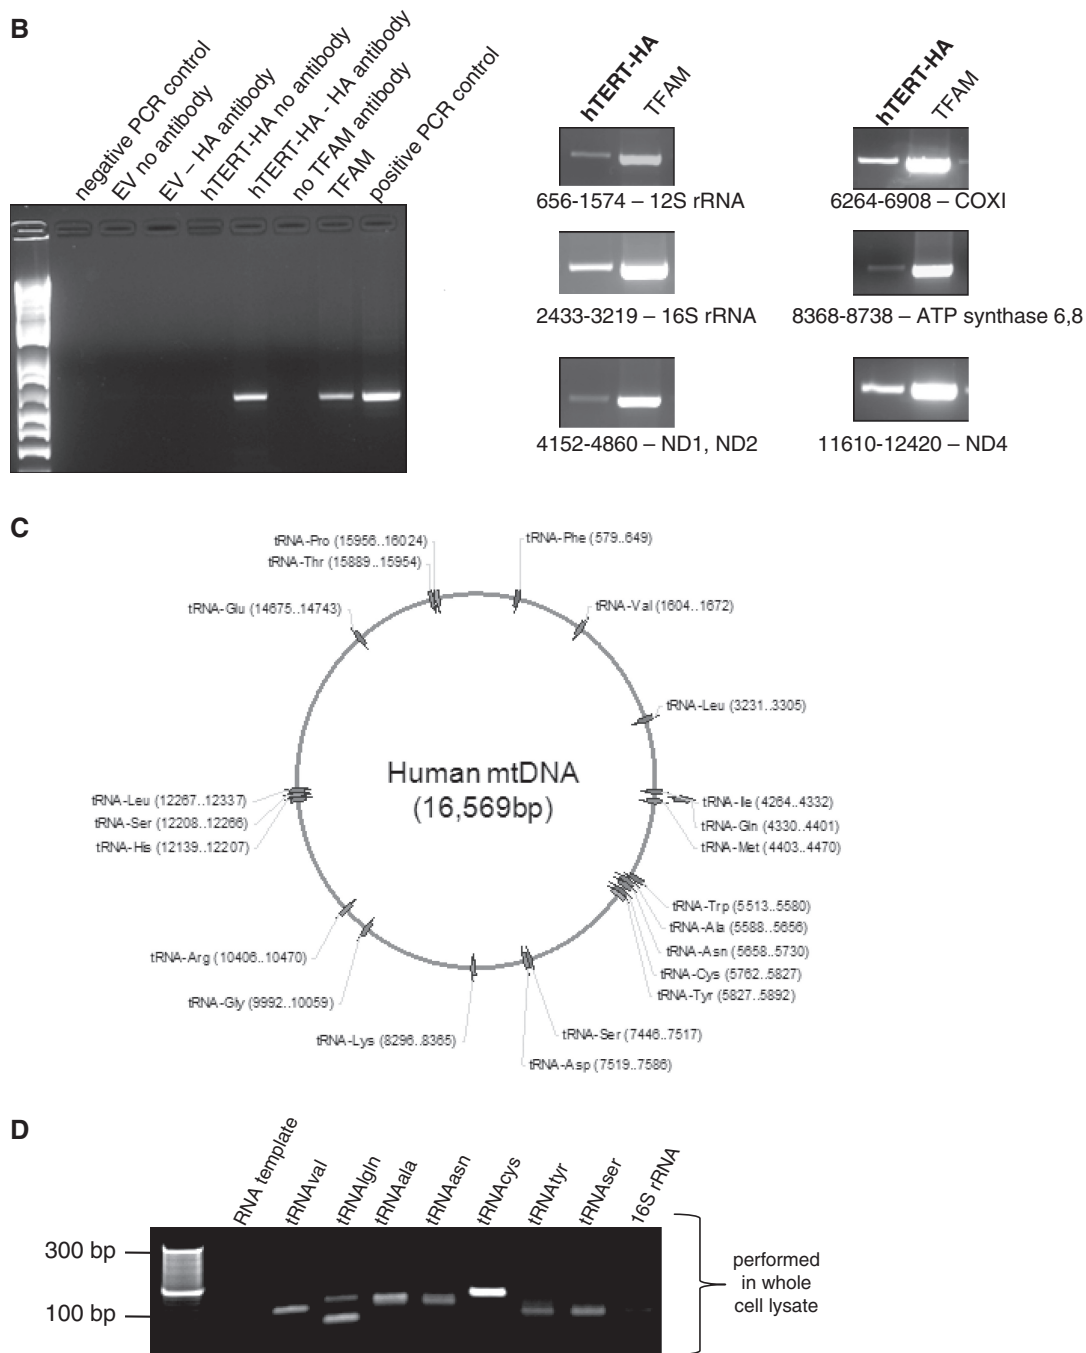 B
negative PCR control
EV no antibody
EV – HA antibody
hTERT-HA no antibody
hTERT-HA - HA antibody
no TFAM antibody
TFAM
positive PCR control
hTERT-HA
TFAM
656-1574 – 12S rRNA
2433-3219 – 16S rRNA
4152-4860 – ND1, ND2
hTERT-HA
TFAM
6264-6908 – COXI
8368-8738 – ATP synthase 6,8
11610-12420 – ND4
C
tRNA-Pro (15956..16024)
tRNA-Thr (15889..15954)
tRNA-Glu (14675..14743)
tRNA-Phe (579..649)
tRNA-Val (1604..1672)
tRNA-Leu (3231..3305)
Human mtDNA
(16,569bp)
tRNA-Leu (12267..12337)
tRNA-Ser (12208..12266)
tRNA-His (12139..12207)
tRNA-Ile (4264..4332)
tRNA-Gln (4330..4401)
tRNA-Met (4403..4470)
tRNA-Trp (5513..5580)
tRNA-Ala (5588..5656)
tRNA-Asn (5658..5730)
tRNA-Cys (5762..5827)
tRNA-Tyr (5827..5892)
tRNA-Arg (10406..10470)
tRNA-Gly (9992..10059)
tRNA-Lys (8296..8365)
tRNA-Ser (7446..7517)
tRNA-Asp (7519..7586)
D
RNA template
tRNAval
tRNAlgln
tRNAala
tRNAasn
tRNAcys
tRNAtyr
tRNAser
16S rRNA
300 bp
100 bp
performed
in whole
cell lysate